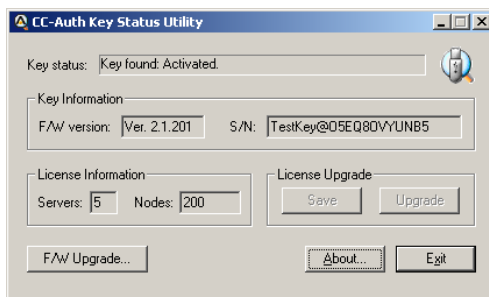 CC-Auth Key Status Utility
Key status: Key found: Activated.
Key Information
F/W version: Ver. 2.1.201 S/N: TestKey@O5EQ8OVYUNB5
License Information
Servers: 5 Nodes: 200
License Upgrade
Save Upgrade
F/W Upgrade... About... Exit